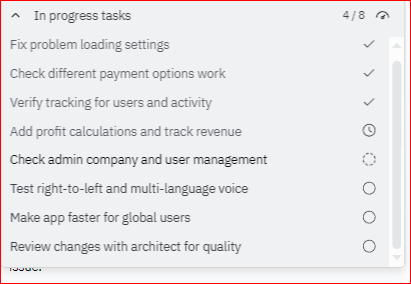 In progress tasks 4 / 8
Fix problem loading settings
Check different payment options work
Verify tracking for users and activity
Add profit calculations and track revenue
Check admin company and user management
Test right-to-left and multi-language voice
Make app faster for global users
Review changes with architect for quality
issue.